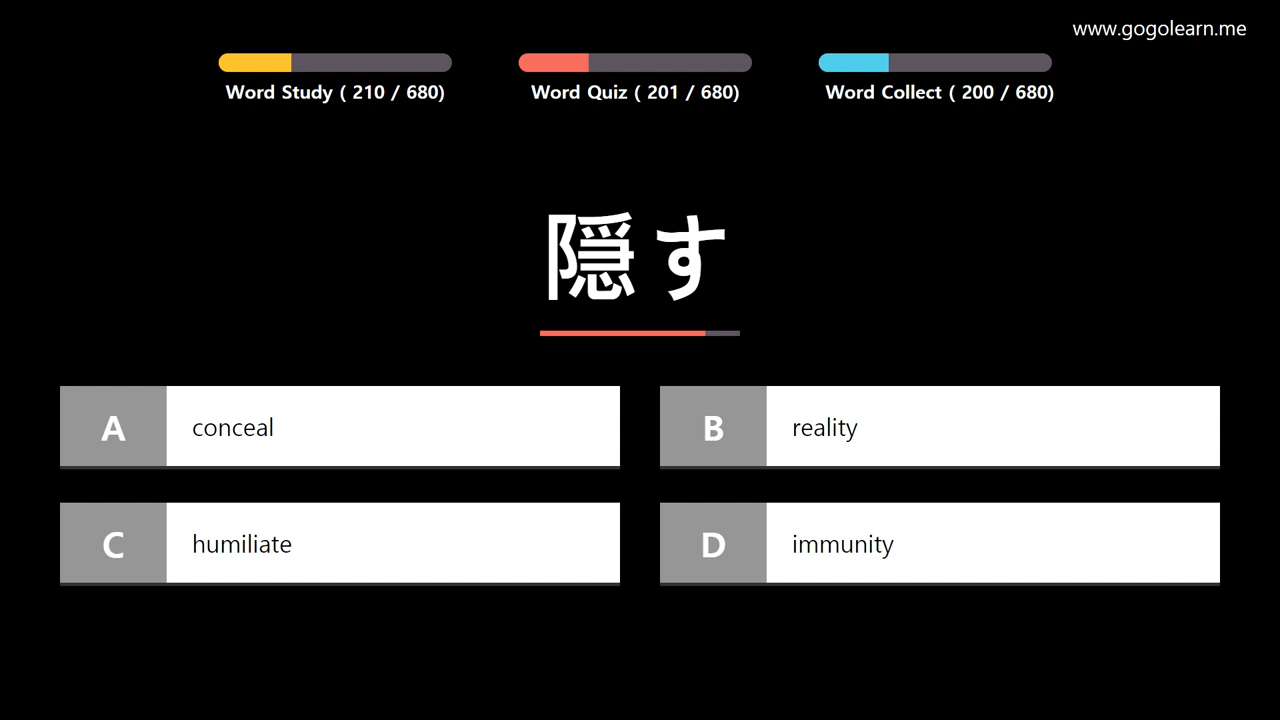 www.gogolearn.me
Word Study ( 210 / 680)
Word Quiz ( 201 / 680)
Word Collect ( 200 / 680)
隠す
A conceal
B reality
C humiliate
D immunity